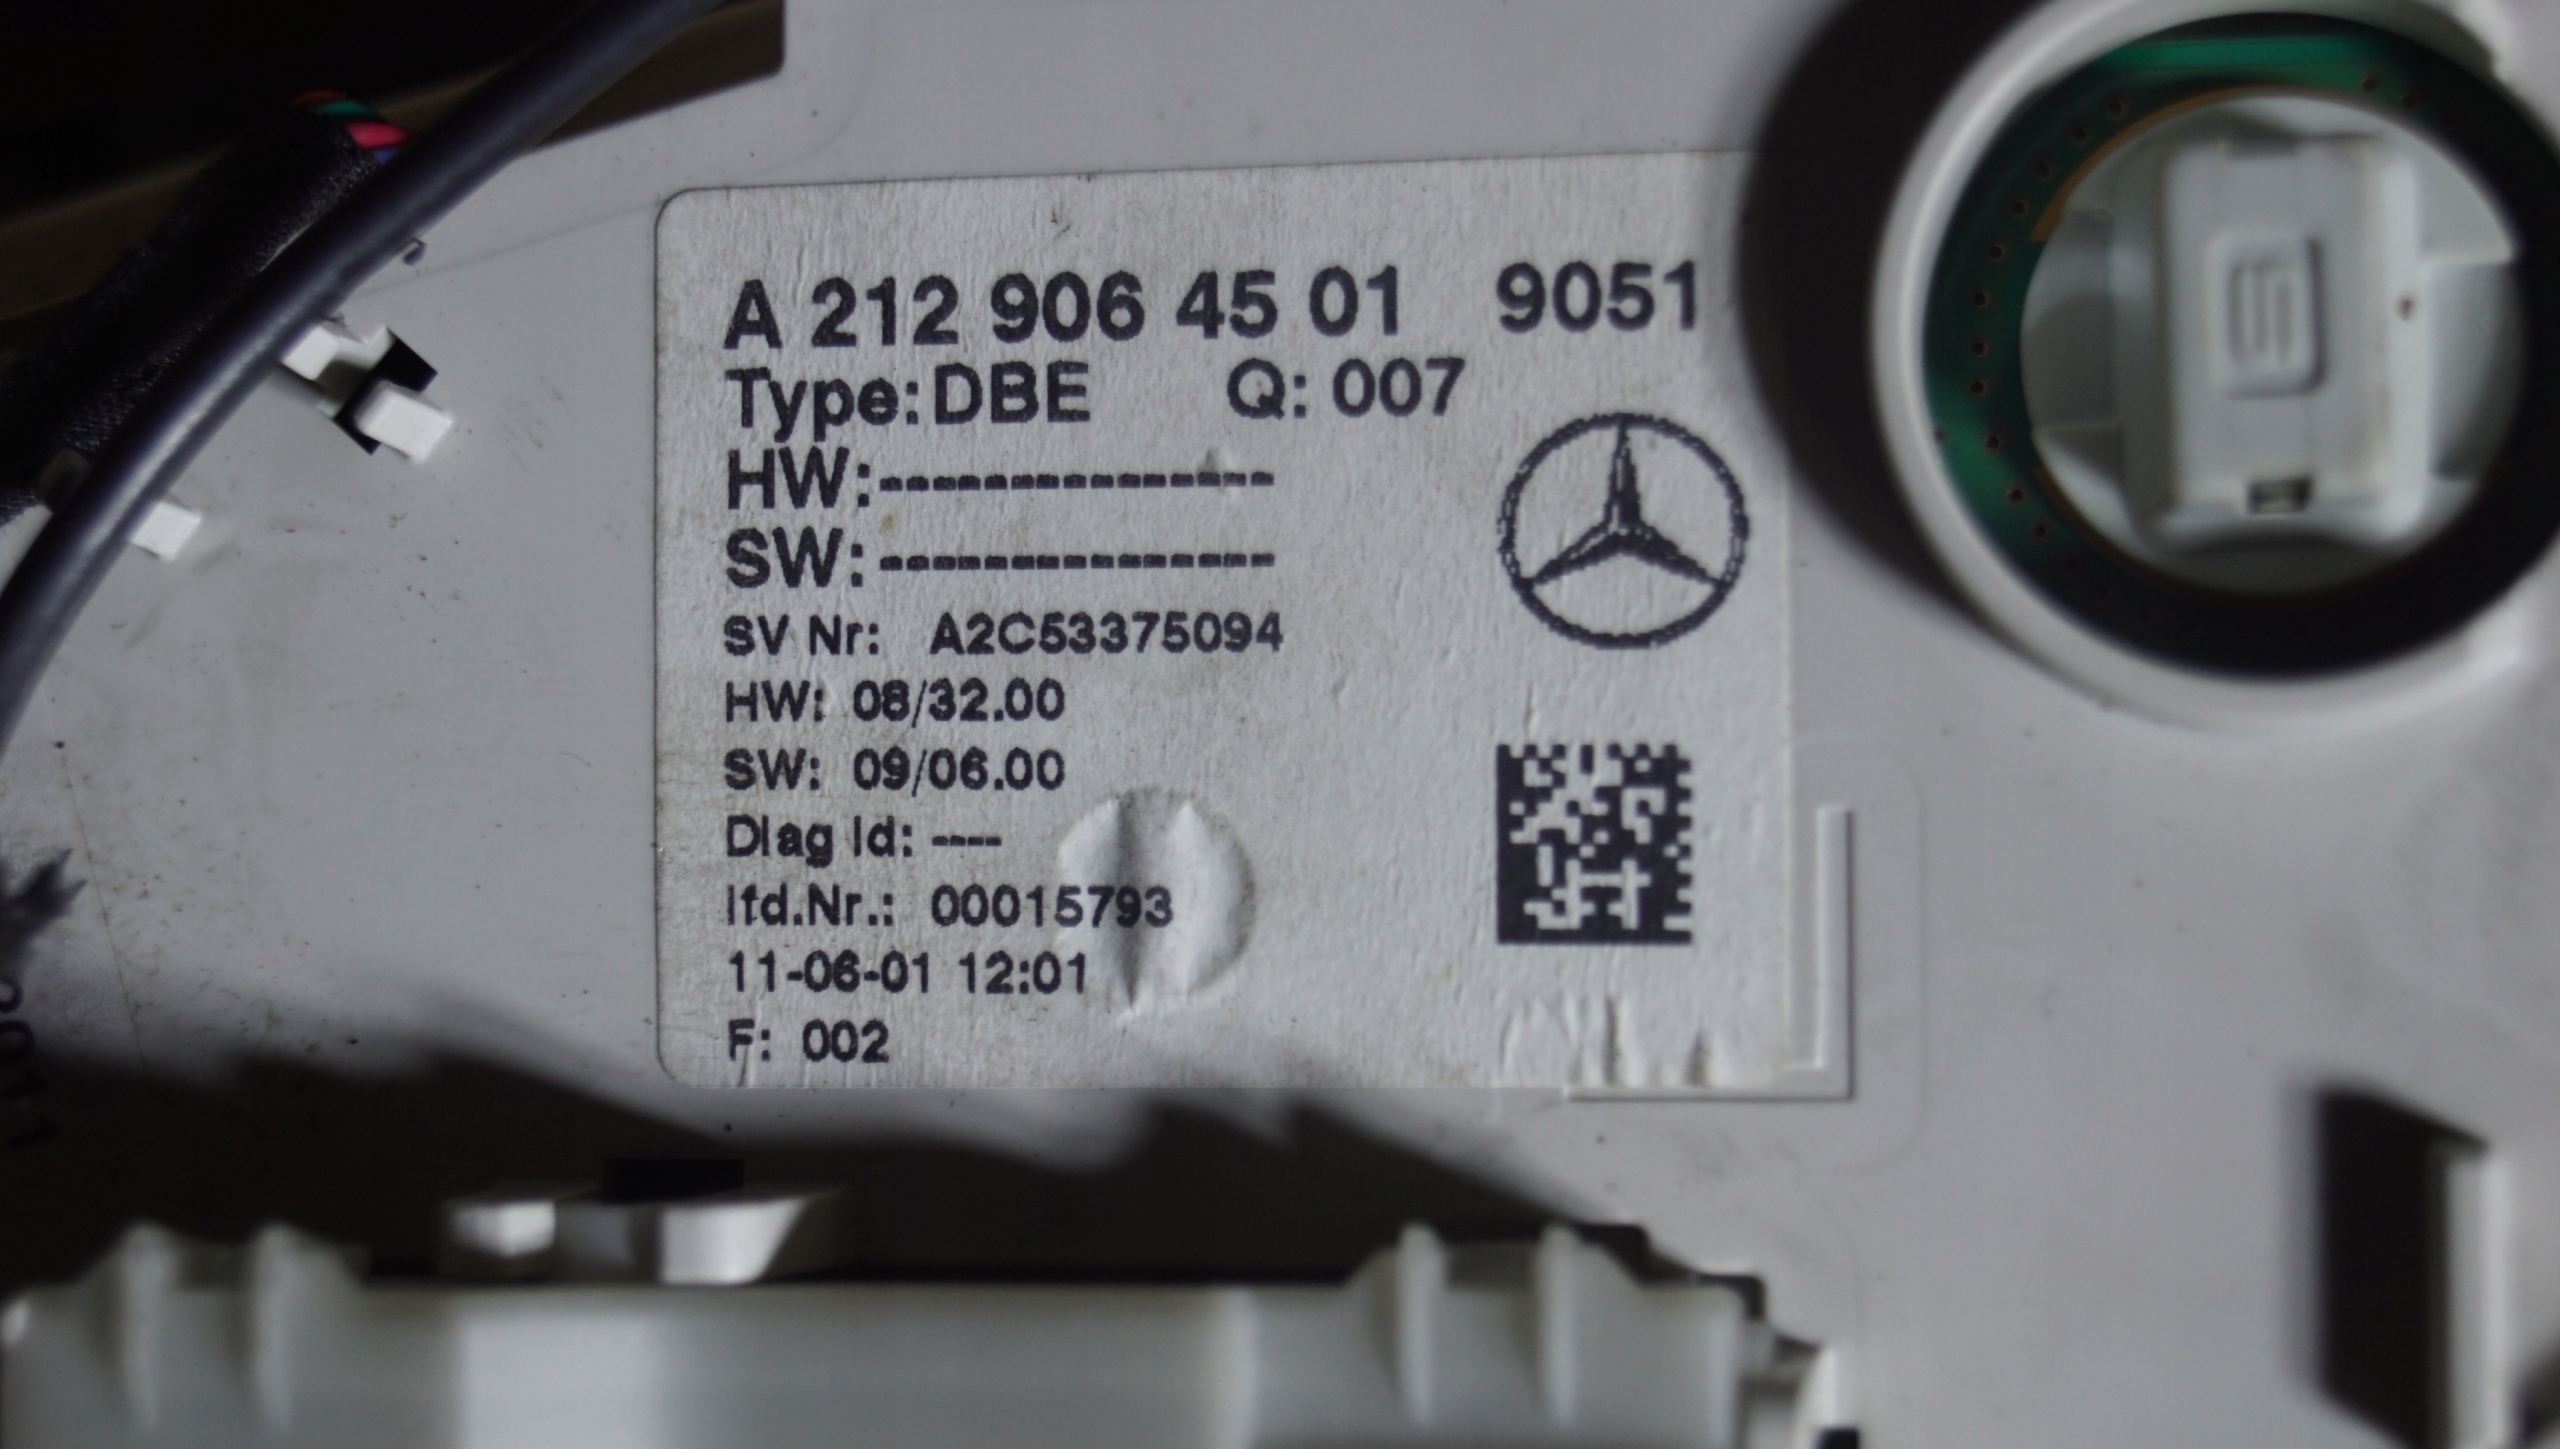 A 212 906 45 01 9051
Type: DBE Q: 007
HW:---------------
SW:---------------
SV Nr: A2C53375094
HW: 08/32.00
SW: 09/06.00
Diag Id: ----
lfd.Nr.: 00015793
11-06-01 12:01
F: 002
2011